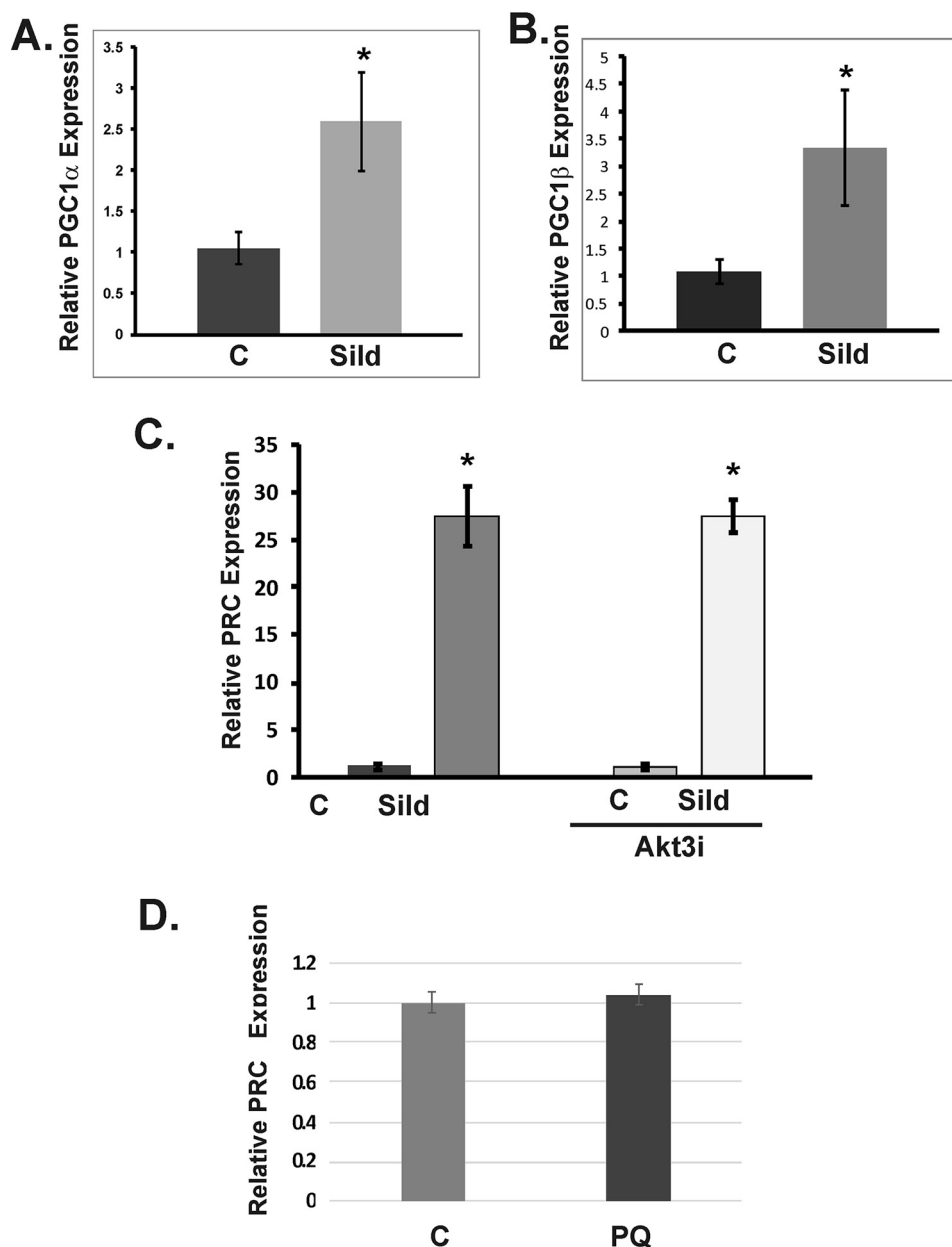 A.
Relative PGC1α Expression
3.5
3
2.5
2
1.5
1
0.5
0
*
C Sild
B.
Relative PGC1β Expression
5
4.5
4
3.5
3
2.5
2
1.5
1
0.5
0
*
C Sild
C.
Relative PRC Expression
35
30
25
20
15
10
5
0
* *
C Sild C Sild
Akt3i
D.
Relative PRC Expression
1.2
1
0.8
0.6
0.4
0.2
0
C PQ